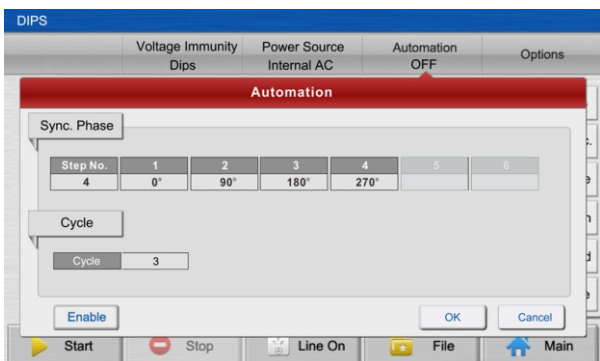 DIPS
Voltage Immunity Power Source Automation Options
Dips Internal AC OFF
Automation
Sync. Phase
Step No. 1 2 3 4 5 6
4 0° 90° 180° 270°
Cycle
Cycle 3
Enable OK Cancel
Start Stop Line On File Main